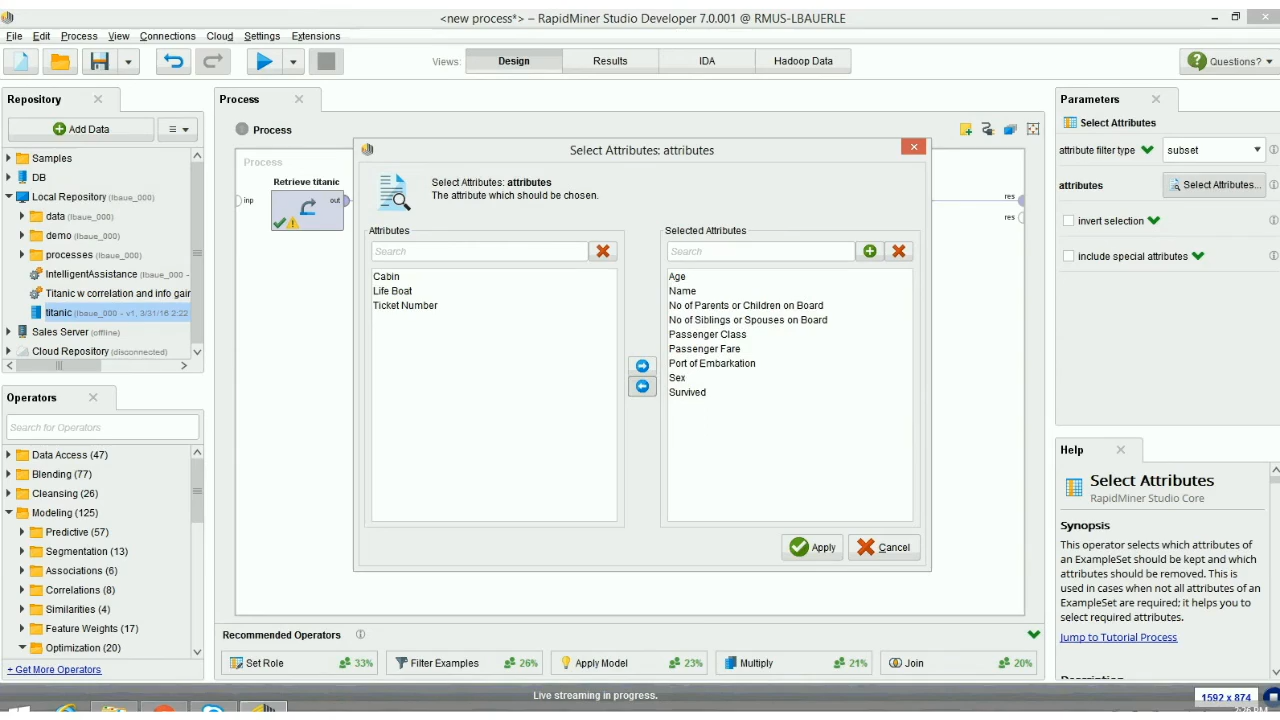 <new process*> – RapidMiner Studio Developer 7.0.001 @ RMUS-LBAUERLE
File Edit Process View Connections Cloud Settings Extensions
Views: Design Results IDA Hadoop Data Questions?
Repository
Add Data
Samples
DB
Local Repository (lbaue_000)
data (lbaue_000)
demo (lbaue_000)
processes (lbaue_000)
IntelligentAssistance (lbaue_000 -
Titanic w correlation and info gain
titanic (lbaue_000 - v1, 3/31/16 2:22
Sales Server (offline)
Cloud Repository (disconnected)
Operators
Search for Operators
Data Access (47)
Blending (77)
Cleansing (26)
Modeling (125)
Predictive (57)
Segmentation (13)
Associations (6)
Correlations (8)
Similarities (4)
Feature Weights (17)
Optimization (20)
+ Get More Operators
Process
Process
Process
Retrieve titanic
inp
out
res
res
Select Attributes: attributes
Select Attributes: attributes
The attribute which should be chosen.
Attributes
Search
Cabin
Life Boat
Ticket Number
Selected Attributes
Search
Age
Name
No of Parents or Children on Board
No of Siblings or Spouses on Board
Passenger Class
Passenger Fare
Port of Embarkation
Sex
Survived
Apply
Cancel
Recommended Operators
Set Role 33%
Filter Examples 26%
Apply Model 23%
Multiply 21%
Join 20%
Parameters
Select Attributes
attribute filter type subset
attributes Select Attributes...
invert selection
include special attributes
Help
Select Attributes
RapidMiner Studio Core
Synopsis
This operator selects which attributes of
an ExampleSet should be kept and which
attributes should be removed. This is
used in cases when not all attributes of an
ExampleSet are required; it helps you to
select required attributes.
Jump to Tutorial Process
Live streaming in progress.
1592 x 874